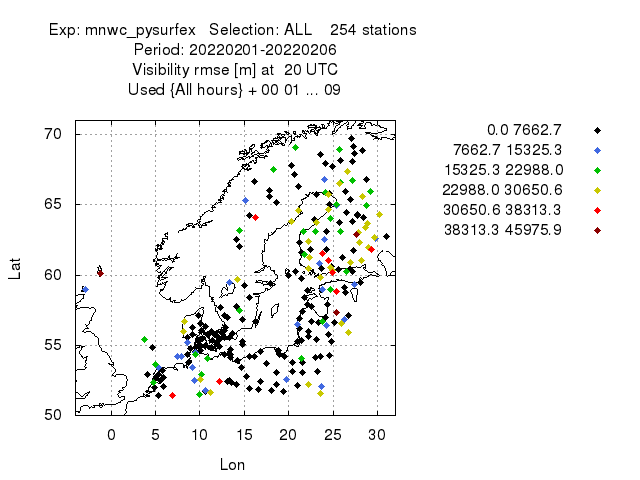 Exp: mnwc_pysurfex   Selection: ALL    254 stations
Period: 20220201-20220206
Visibility rmse [m] at  20 UTC
Used {All hours} + 00 01 ... 09
0.0 7662.7
7662.7 15325.3
15325.3 22988.0
22988.0 30650.6
30650.6 38313.3
38313.3 45975.9
70
65
60
55
50
Lat
0 5 10 15 20 25 30
Lon